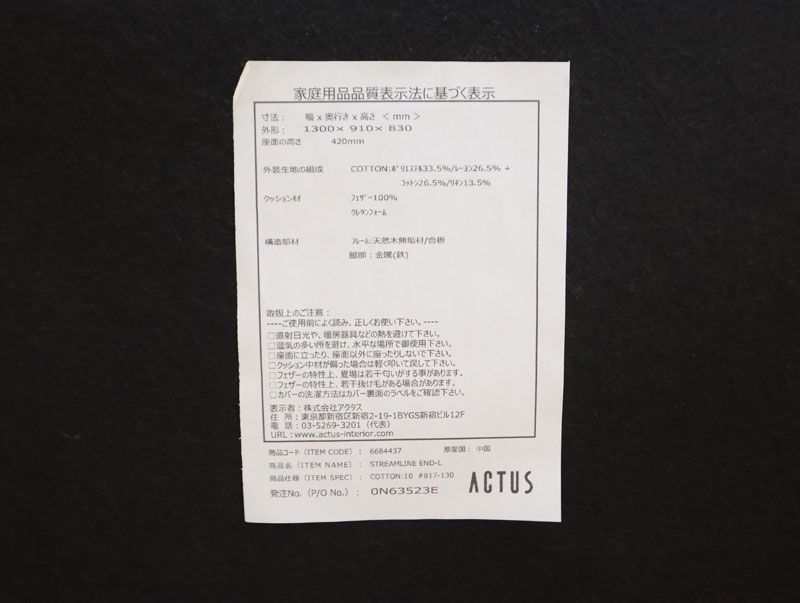 家庭用品品質表示法に基づく表示
寸法： 幅 x 奥行き x 高さ ＜ mm ＞
外形： 1300× 910× 830
座面の高さ 420mm
外装生地の組成 COTTON:ﾎﾟﾘｴｽﾃﾙ33.5%/ﾚｰﾖﾝ26.5% +
ｺｯﾄﾝ26.5%/ﾘﾈﾝ13.5%
クッション材 ﾌｪｻﾞｰ100%
ｳﾚﾀﾝﾌｫｰﾑ
構造部材 ﾌﾚｰﾑ:天然木無垢材/合板
脚部：金属(鉄)
取扱上のご注意：
----ご使用前によく読み、正しくお使い下さい。----
□直射日光や、暖房器具などの熱を避けて下さい。
□湿気の多い所を避け、水平な場所で御使用下さい。
□座面に立ったり、座面以外に座ったりしないで下さい。
□クッション中材が偏った場合は軽く叩いて戻して下さい。
□フェザーの特性上、夏場は若干匂いがする事があります。
□フェザーの特性上、若干抜け毛がある場合があります。
□カバーの洗濯方法はカバー裏面のラベルをご確認下さい。
表示者：株式会社アクタス
住 所：東京都新宿区新宿2-19-1BYGS新宿ビル12F
電 話：03-5269-3201（代表）
URL：www.actus-interior.com
商品コード（ITEM CODE）： 6684437 原産国： 中国
商品名（ITEM NAME）： STREAMLINE END-L
商品仕様（ITEM SPEC）： COTTON:10 #817-130
発注No.（P/O No.）： 0N63523E
ACTUS